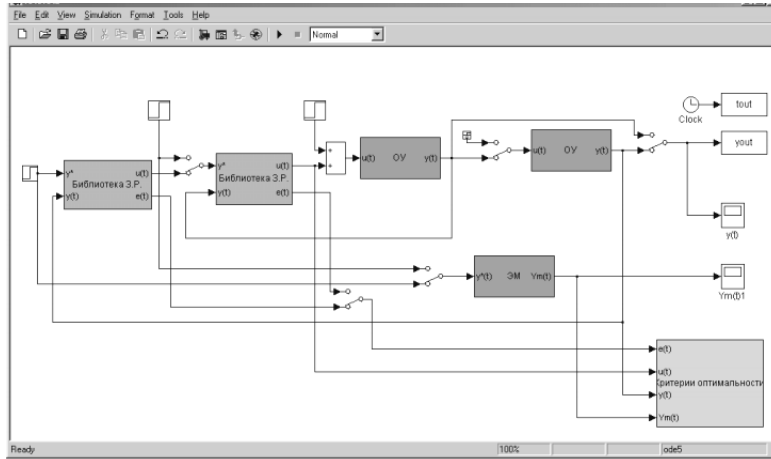 File Edit View Simulation Format Tools Help
Normal
tout
Clock
yout
y*
u(t)
Библиотека З.Р.
y(t)
e(t)
y*
u(t)
Библиотека З.Р.
y(t)
e(t)
+
+
u(t)
ОУ
y(t)
u(t)
ОУ
y(t)
y(t)
y*(t)
ЭМ
Ym(t)
Ym(t)1
e(t)
u(t)
Критерии оптимальности
y(t)
Ym(t)
Ready
100%
ode5